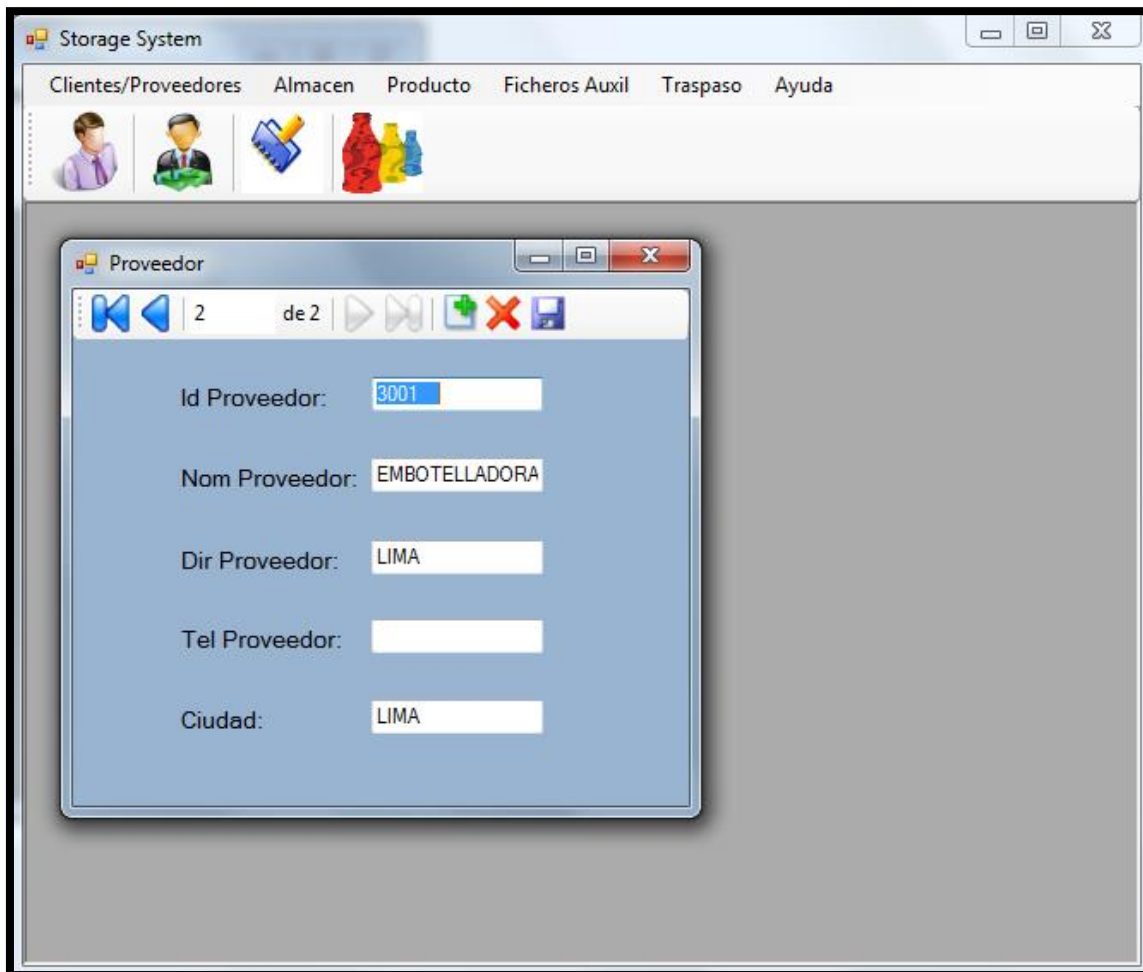 Storage System
Clientes/Proveedores Almacen Producto Ficheros Auxil Traspaso Ayuda
Proveedor
2 de 2
Id Proveedor: 3001
Nom Proveedor: EMBOTELLADORA
Dir Proveedor: LIMA
Tel Proveedor:
Ciudad: LIMA